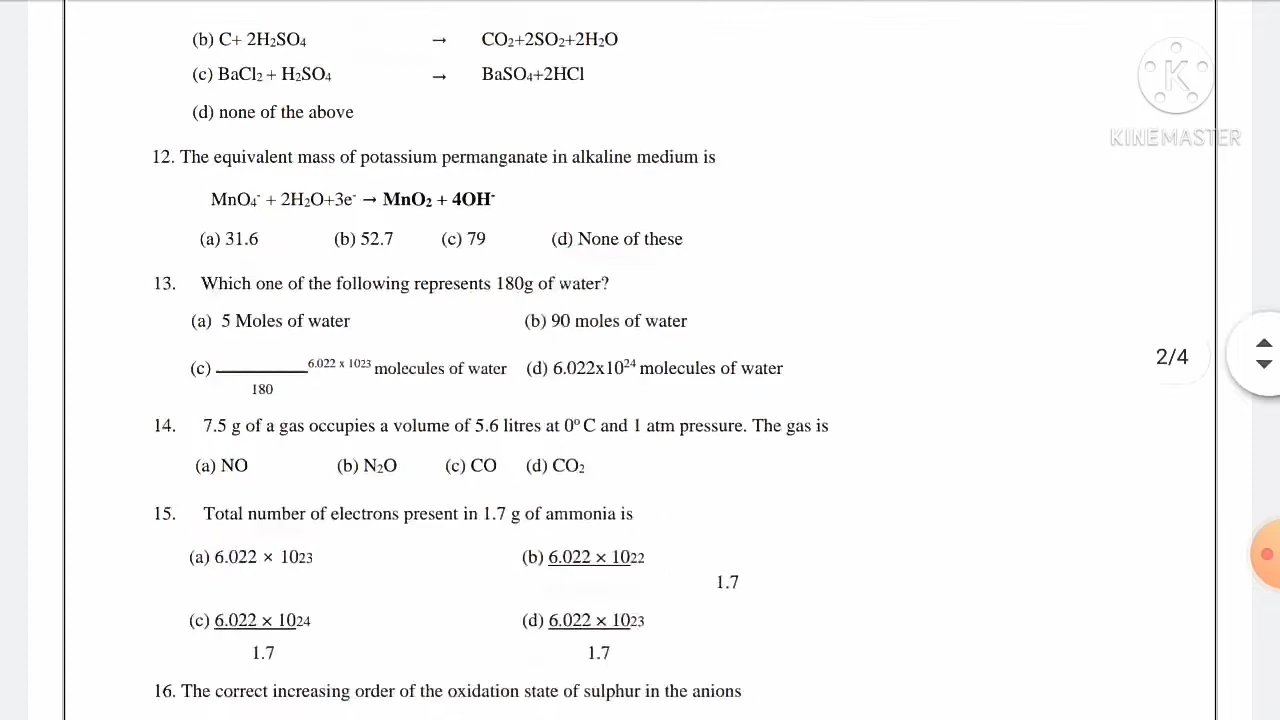 (b) C+ 2H₂SO₄ → CO₂+2SO₂+2H₂O
(c) BaCl₂ + H₂SO₄ → BaSO₄+2HCl
(d) none of the above
K
KINEMASTER
12. The equivalent mass of potassium permanganate in alkaline medium is
MnO₄⁻ + 2H₂O+3e⁻ → MnO₂ + 4OH⁻
(a) 31.6 (b) 52.7 (c) 79 (d) None of these
13. Which one of the following represents 180g of water?
(a) 5 Moles of water (b) 90 moles of water
2/4
(c) ‎________ 6.022 x 1023 molecules of water (d) 6.022x10²⁴ molecules of water
180
14. 7.5 g of a gas occupies a volume of 5.6 litres at 0º C and 1 atm pressure. The gas is
(a) NO (b) N₂O (c) CO (d) CO₂
15. Total number of electrons present in 1.7 g of ammonia is
(a) 6.022 × 1023 (b) 6.022 × 1022
1.7
(c) 6.022 × 1024 (d) 6.022 × 1023
1.7 1.7
16. The correct increasing order of the oxidation state of sulphur in the anions